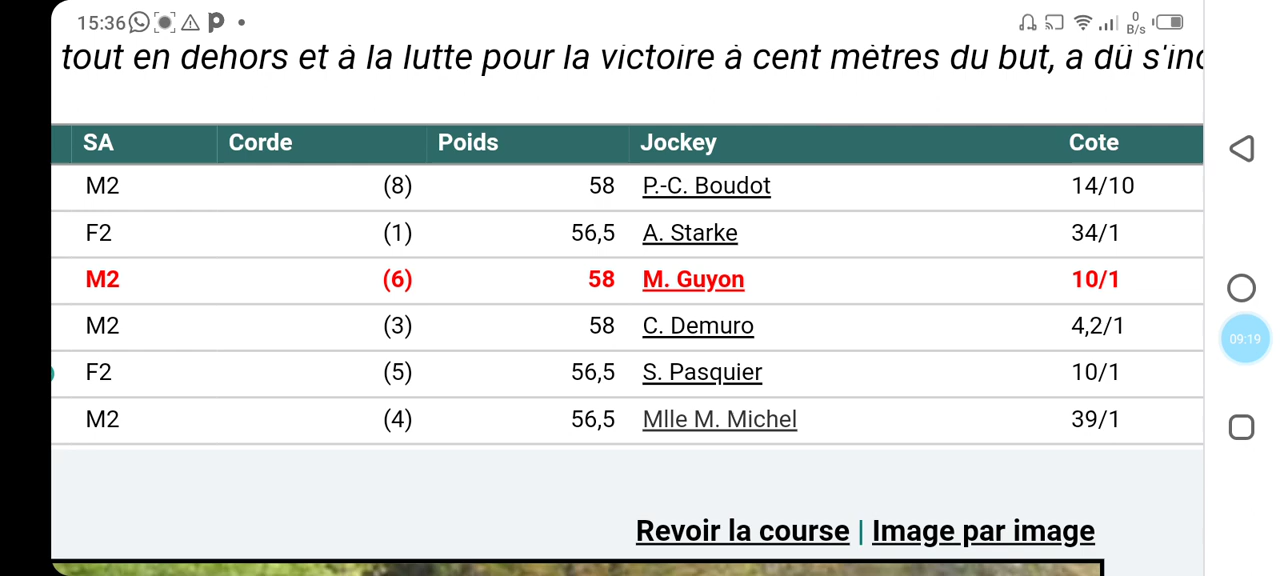 15:36 0 B/s
tout en dehors et à la lutte pour la victoire à cent mètres du but, a dû s'inc
SA Corde Poids Jockey Cote
M2 (8) 58 P.-C. Boudot 14/10
F2 (1) 56,5 A. Starke 34/1
M2 (6) 58 M. Guyon 10/1
M2 (3) 58 C. Demuro 4,2/1
F2 (5) 56,5 S. Pasquier 10/1
M2 (4) 56,5 Mlle M. Michel 39/1
09:19
Revoir la course | Image par image